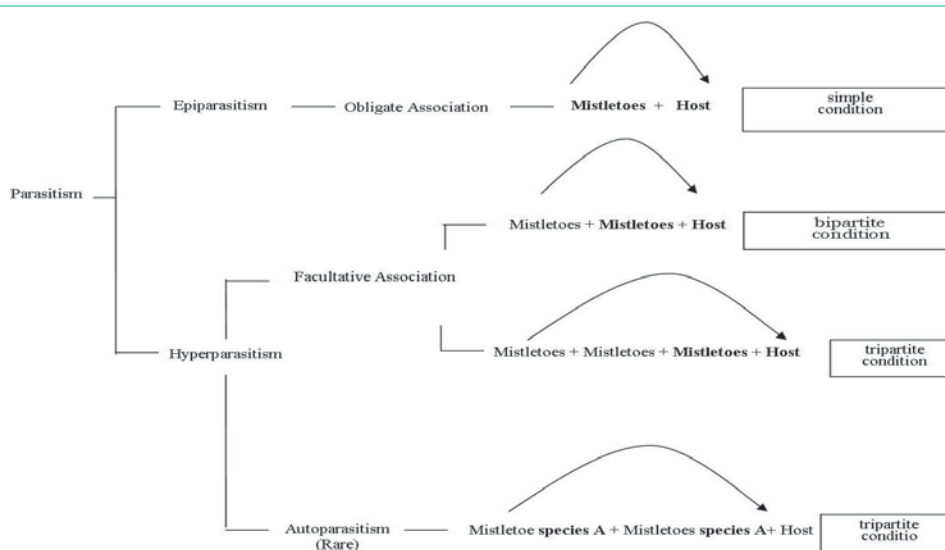 Epiparasitism
Obligate Association
Mistletoes + Host
simple
condition
Parasitism
Mistletoes + Mistletoes + Host
bipartite
condition
Facultative Association
Hyperparasitism
Mistletoes + Mistletoes + Mistletoes + Host
tripartite
condition
Autoparasitism
(Rare)
Mistletoe species A + Mistletoes species A+ Host
tripartite
conditio